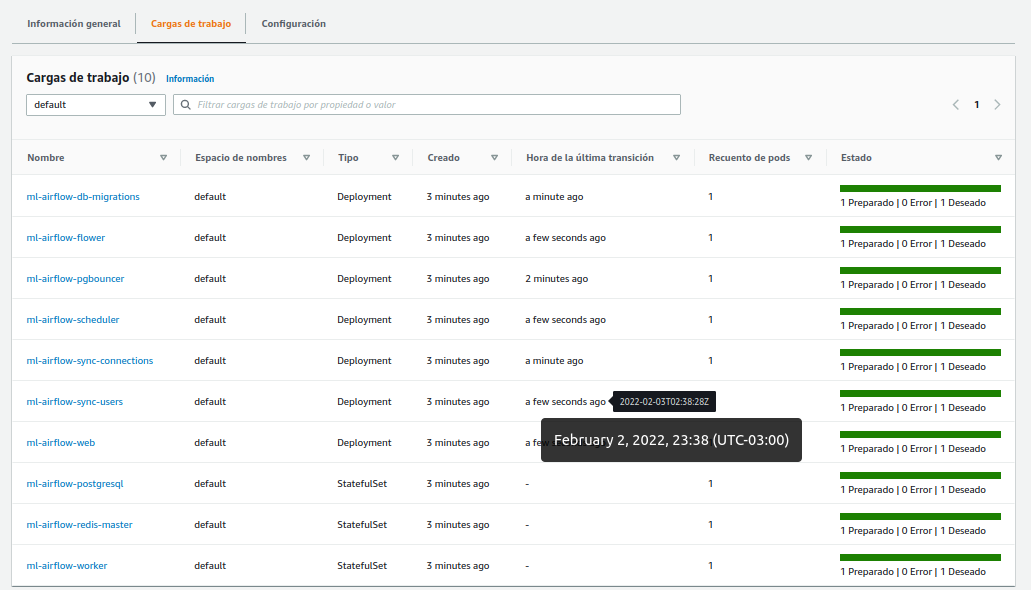 Información general Cargas de trabajo Configuración
Cargas de trabajo (10) Información
default Filtrar cargas de trabajo por propiedad o valor 1
Nombre Espacio de nombres Tipo Creado Hora de la última transición Recuento de pods Estado
ml-airflow-db-migrations default Deployment 3 minutes ago a minute ago 1 1 Preparado | 0 Error | 1 Deseado
ml-airflow-flower default Deployment 3 minutes ago a few seconds ago 1 1 Preparado | 0 Error | 1 Deseado
ml-airflow-pgbouncer default Deployment 3 minutes ago 2 minutes ago 1 1 Preparado | 0 Error | 1 Deseado
ml-airflow-scheduler default Deployment 3 minutes ago a few seconds ago 1 1 Preparado | 0 Error | 1 Deseado
ml-airflow-sync-connections default Deployment 3 minutes ago a minute ago 1 1 Preparado | 0 Error | 1 Deseado
ml-airflow-sync-users default Deployment 3 minutes ago a few seconds ago 2022-02-03T02:38:28Z 1 Preparado | 0 Error | 1 Deseado
ml-airflow-web default Deployment 3 minutes ago a February 2, 2022, 23:38 (UTC-03:00) 1 Preparado | 0 Error | 1 Deseado
ml-airflow-postgresql default StatefulSet 3 minutes ago - 1 1 Preparado | 0 Error | 1 Deseado
ml-airflow-redis-master default StatefulSet 3 minutes ago - 1 1 Preparado | 0 Error | 1 Deseado
ml-airflow-worker default StatefulSet 3 minutes ago - 1 1 Preparado | 0 Error | 1 Deseado